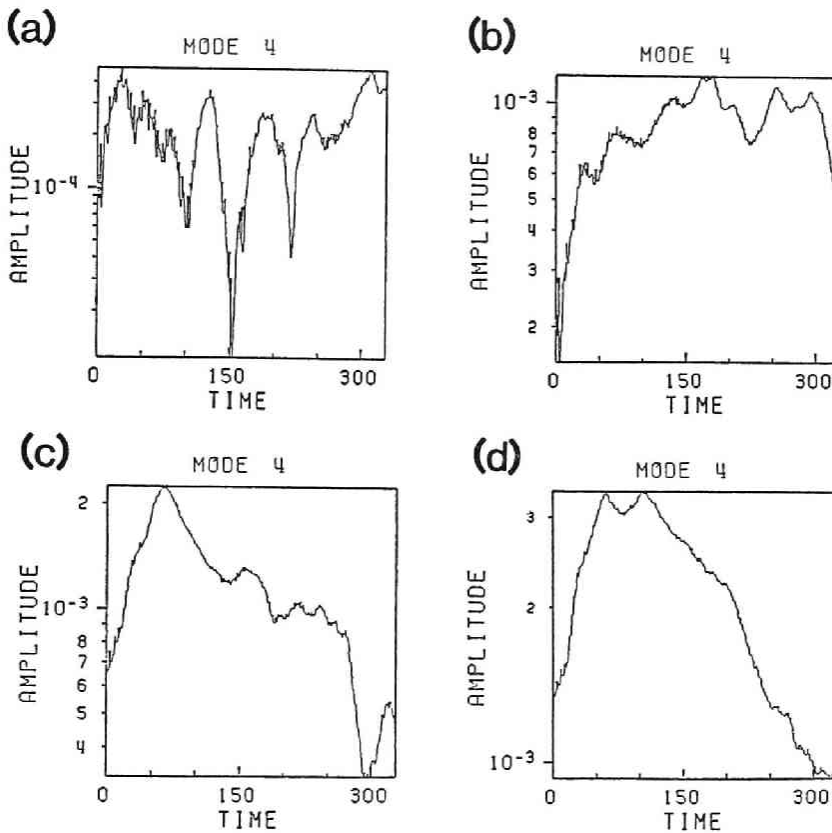 (a)
MODE 4
AMPLITUDE
10-4
0 150 300
TIME
(b)
MODE 4
AMPLITUDE
10-3
8
7
6
5
4
3
2
0 150 300
TIME
(c)
MODE 4
AMPLITUDE
2
10-3
8
7
6
5
4
0 150 300
TIME
(d)
MODE 4
AMPLITUDE
3
2
10-3
0 150 300
TIME